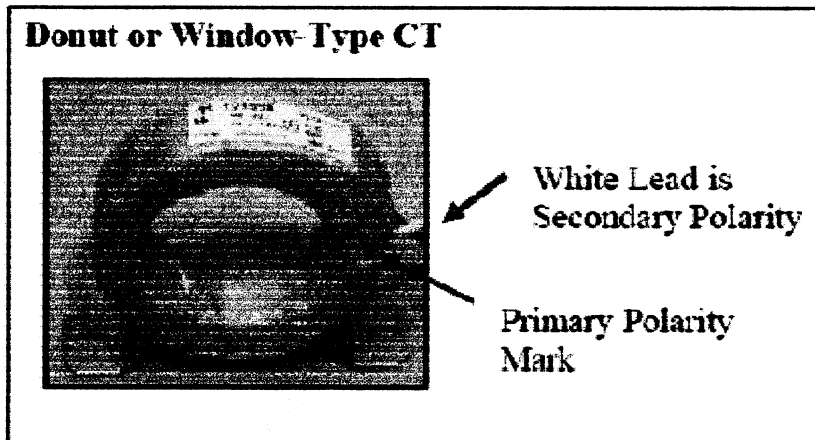 Donut or Window-Type CT
White Lead is
Secondary Polarity
Primary Polarity
Mark